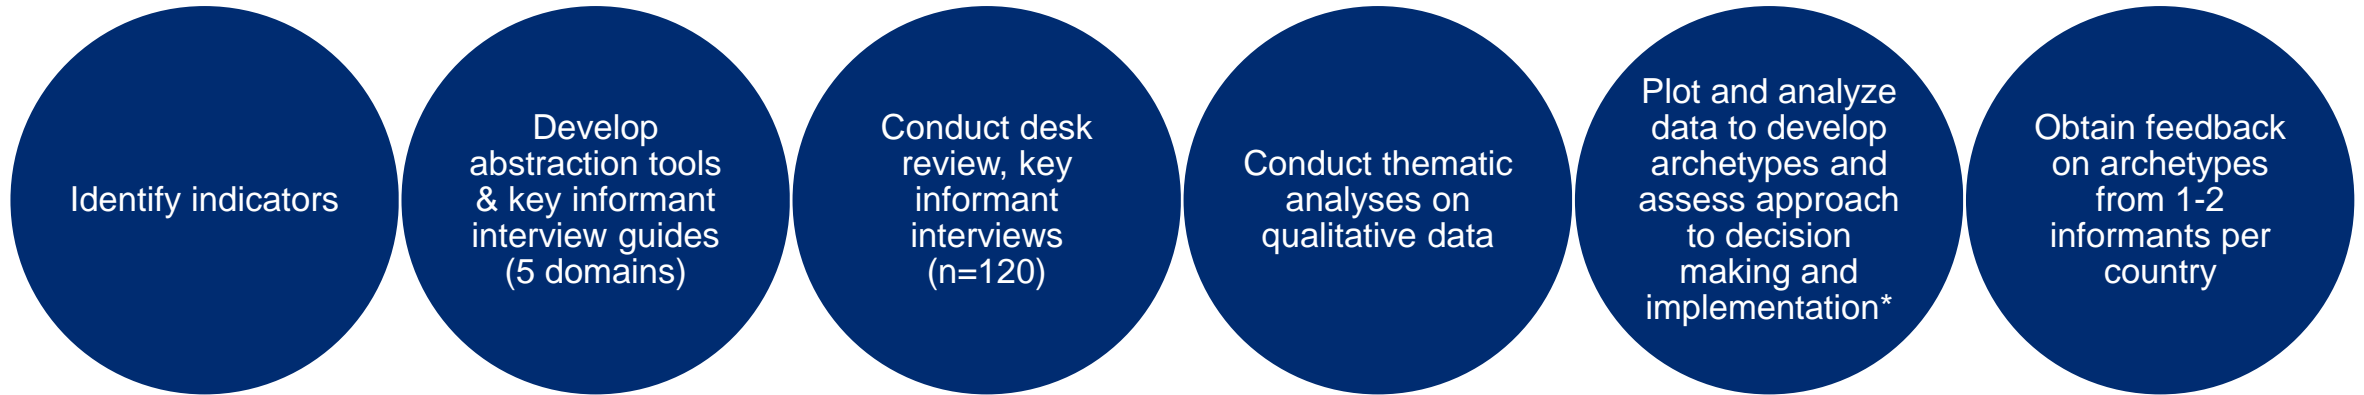 Identify indicators
Develop
abstraction tools
& key informant
interview guides
(5 domains)
Conduct desk
review, key
informant
interviews
(n=120)
Conduct thematic
analyses on
qualitative data
Plot and analyze
data to develop
archetypes and
assess approach
to decision
making and
implementation*
Obtain feedback
on archetypes
from 1-2
informants per
country